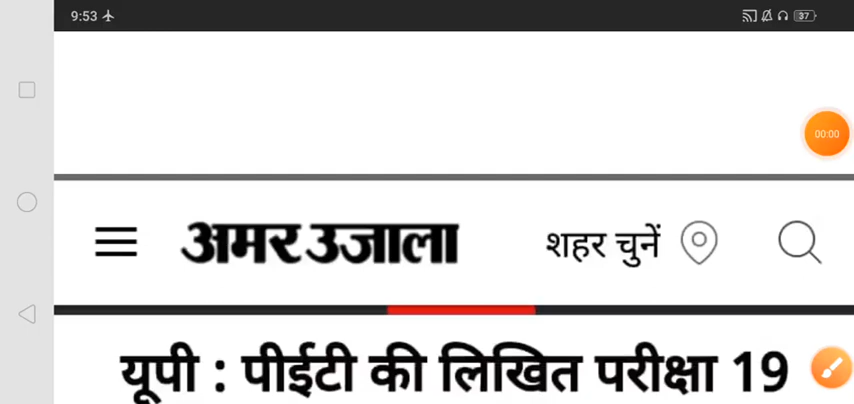 9:53
37
00:00
अमर उजाला
शहर चुनें
यूपी : पीईटी की लिखित परीक्षा 19